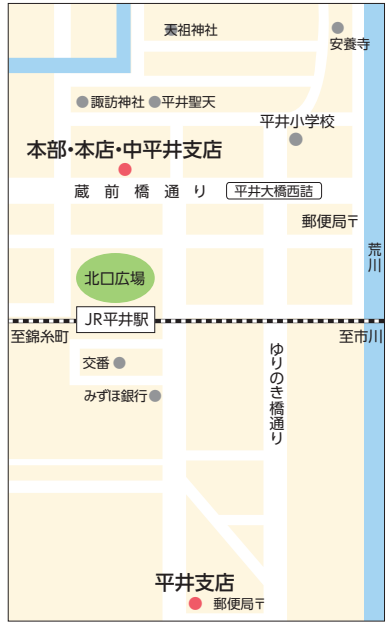 天祖神社
安養寺
諏訪神社
平井聖天
平井小学校
本部・本店・中平井支店
蔵前橋通り
平井大橋西詰
郵便局〒
荒川
北口広場
JR平井駅
至錦糸町
至市川
交番
ゆりのき橋通り
みずほ銀行
平井支店
郵便局〒